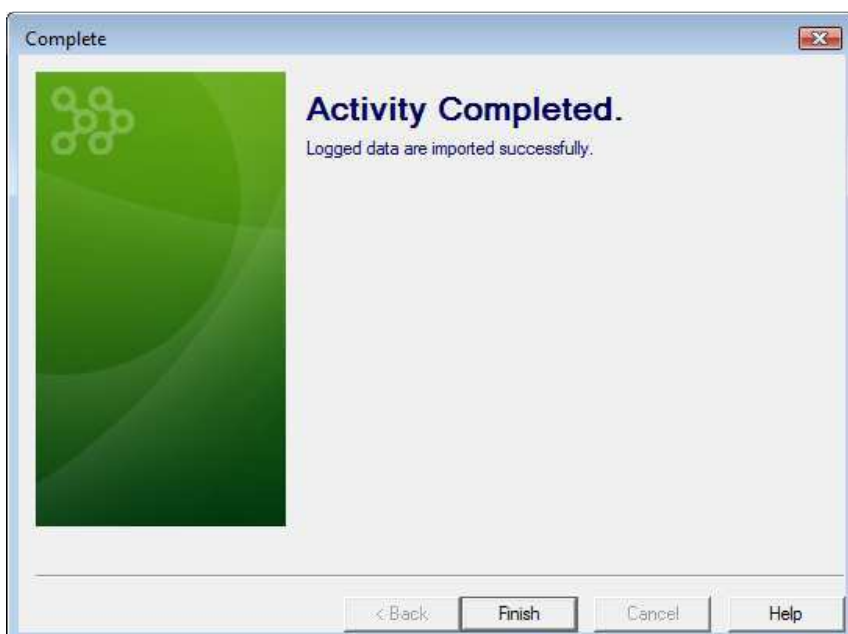 Complete
Activity Completed.
Logged data are imported successfully.
< Back Finish Cancel Help